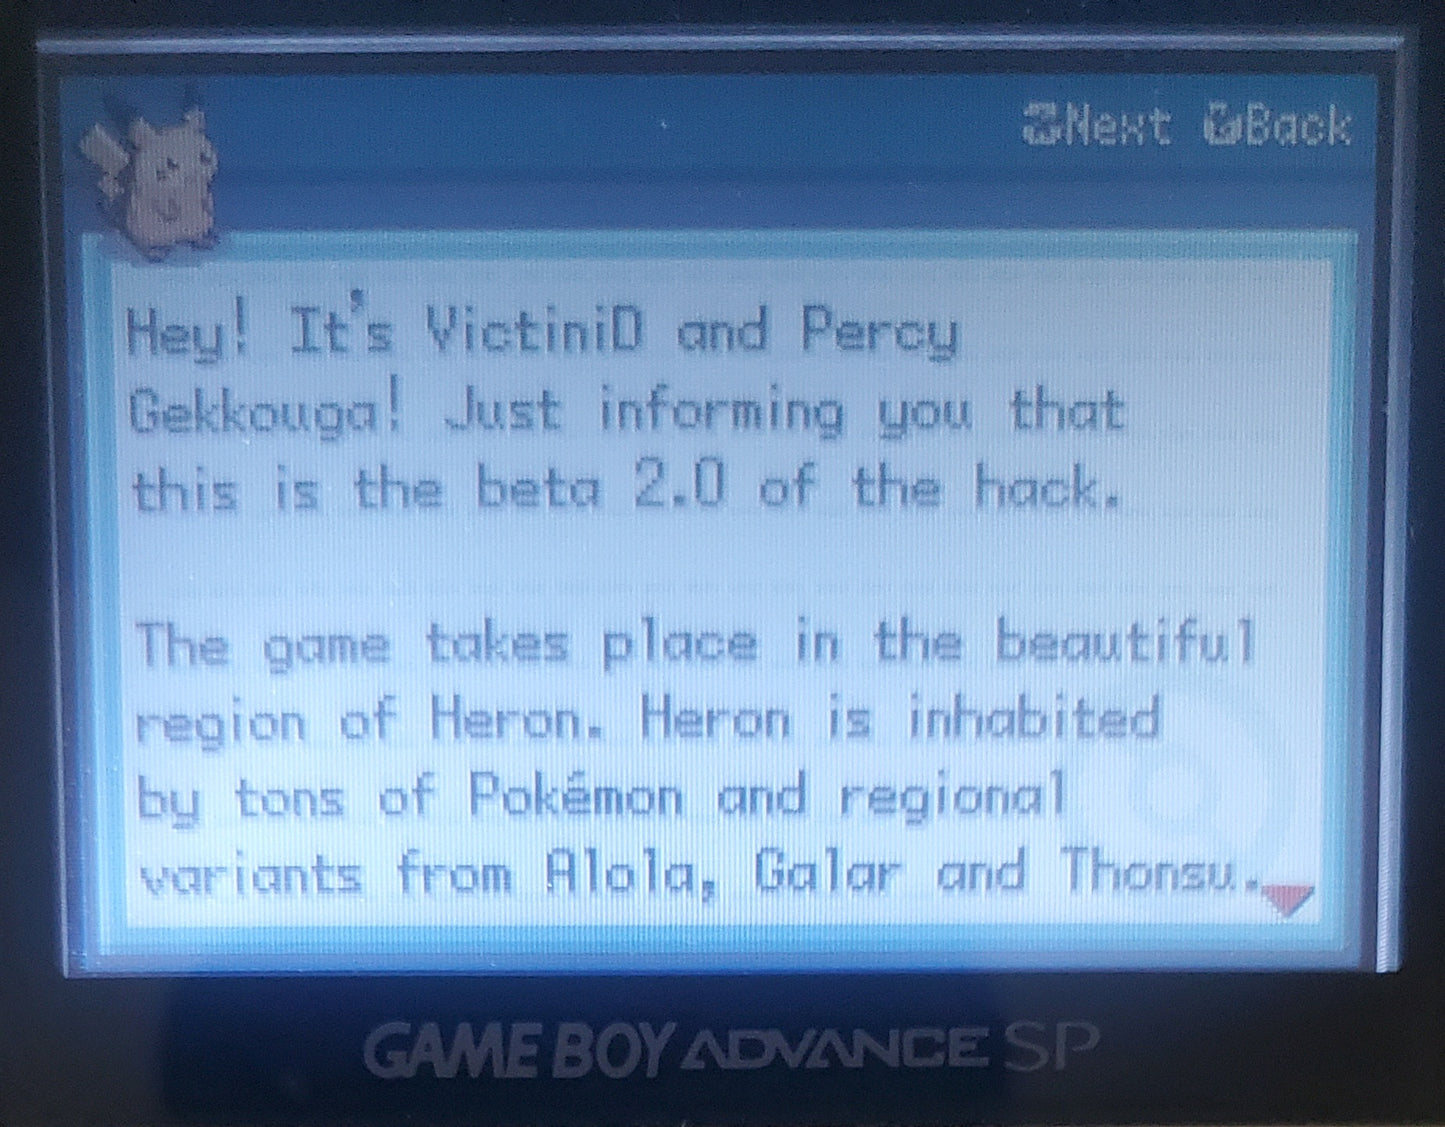 Next Back
Hey! It's VictiniD and Percy
Gekkouga! Just informing you that
this is the beta 2.0 of the hack.
The game takes place in the beautiful
region of Heron. Heron is inhabited
by tons of Pokémon and regional
variants from Alola, Galar and Thonsu.
GAME BOY ADVANCE SP